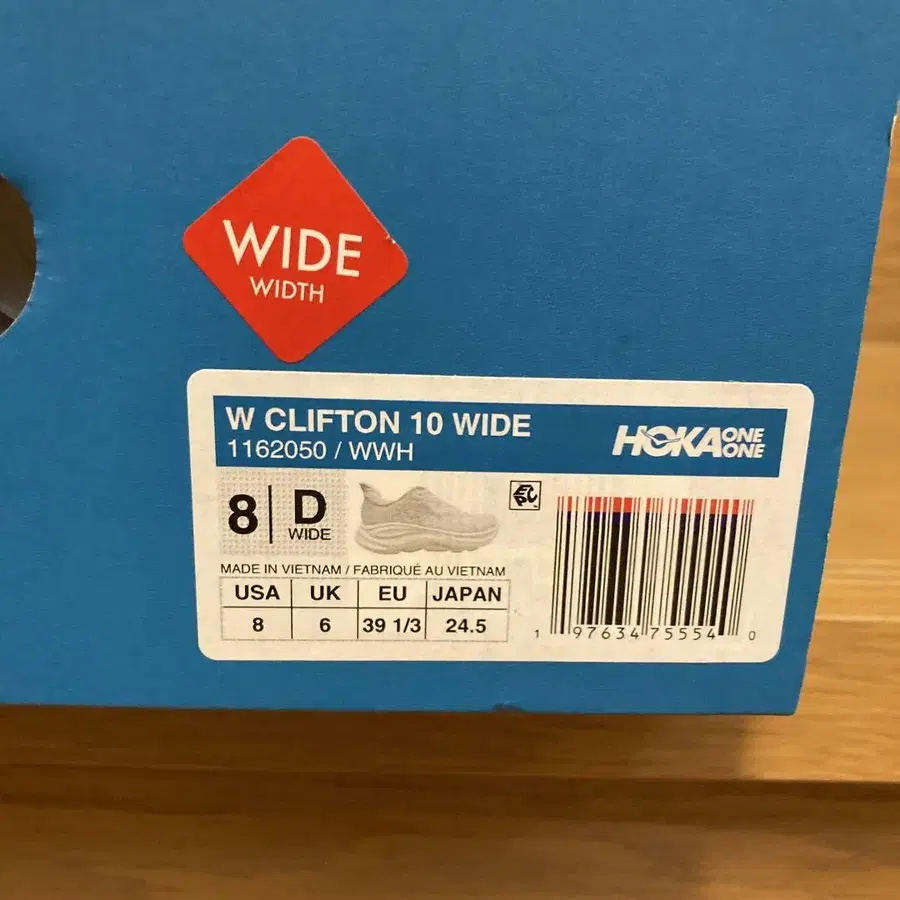 WIDE
WIDTH
W CLIFTON 10 WIDE
1162050 / WWH
HOKA ONE ONE
8 D
WIDE
EPC
MADE IN VIETNAM / FABRIQUÉ AU VIETNAM
USA UK EU JAPAN
8 6 39 1/3 24.5
1 97634 75554 0